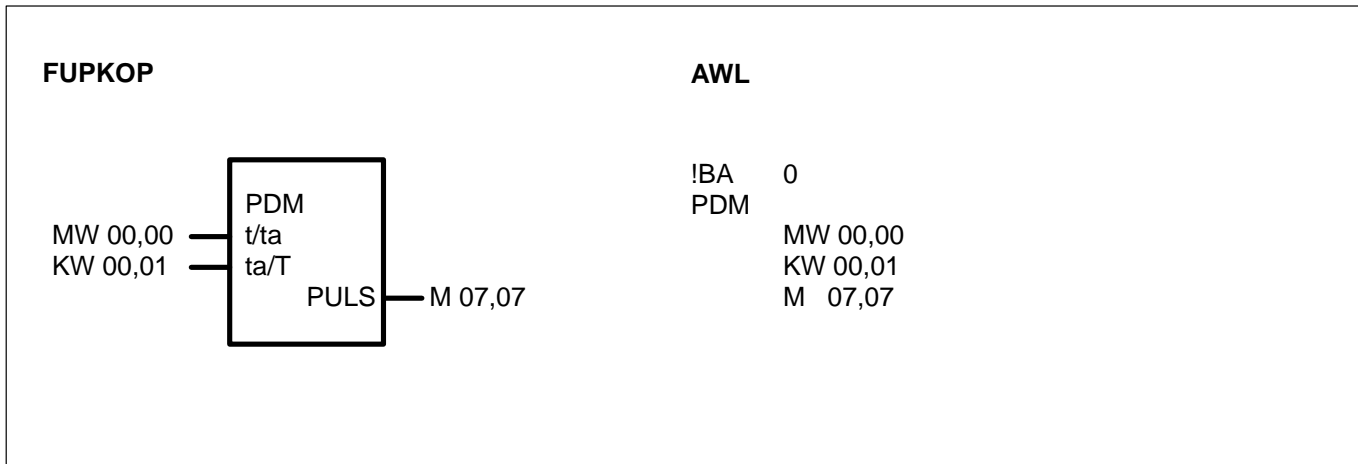 FUPKOP
PDM
MW 00,00 t/ta
KW 00,01 ta/T
PULS M 07,07
AWL
!BA 0
PDM
MW 00,00
KW 00,01
M 07,07